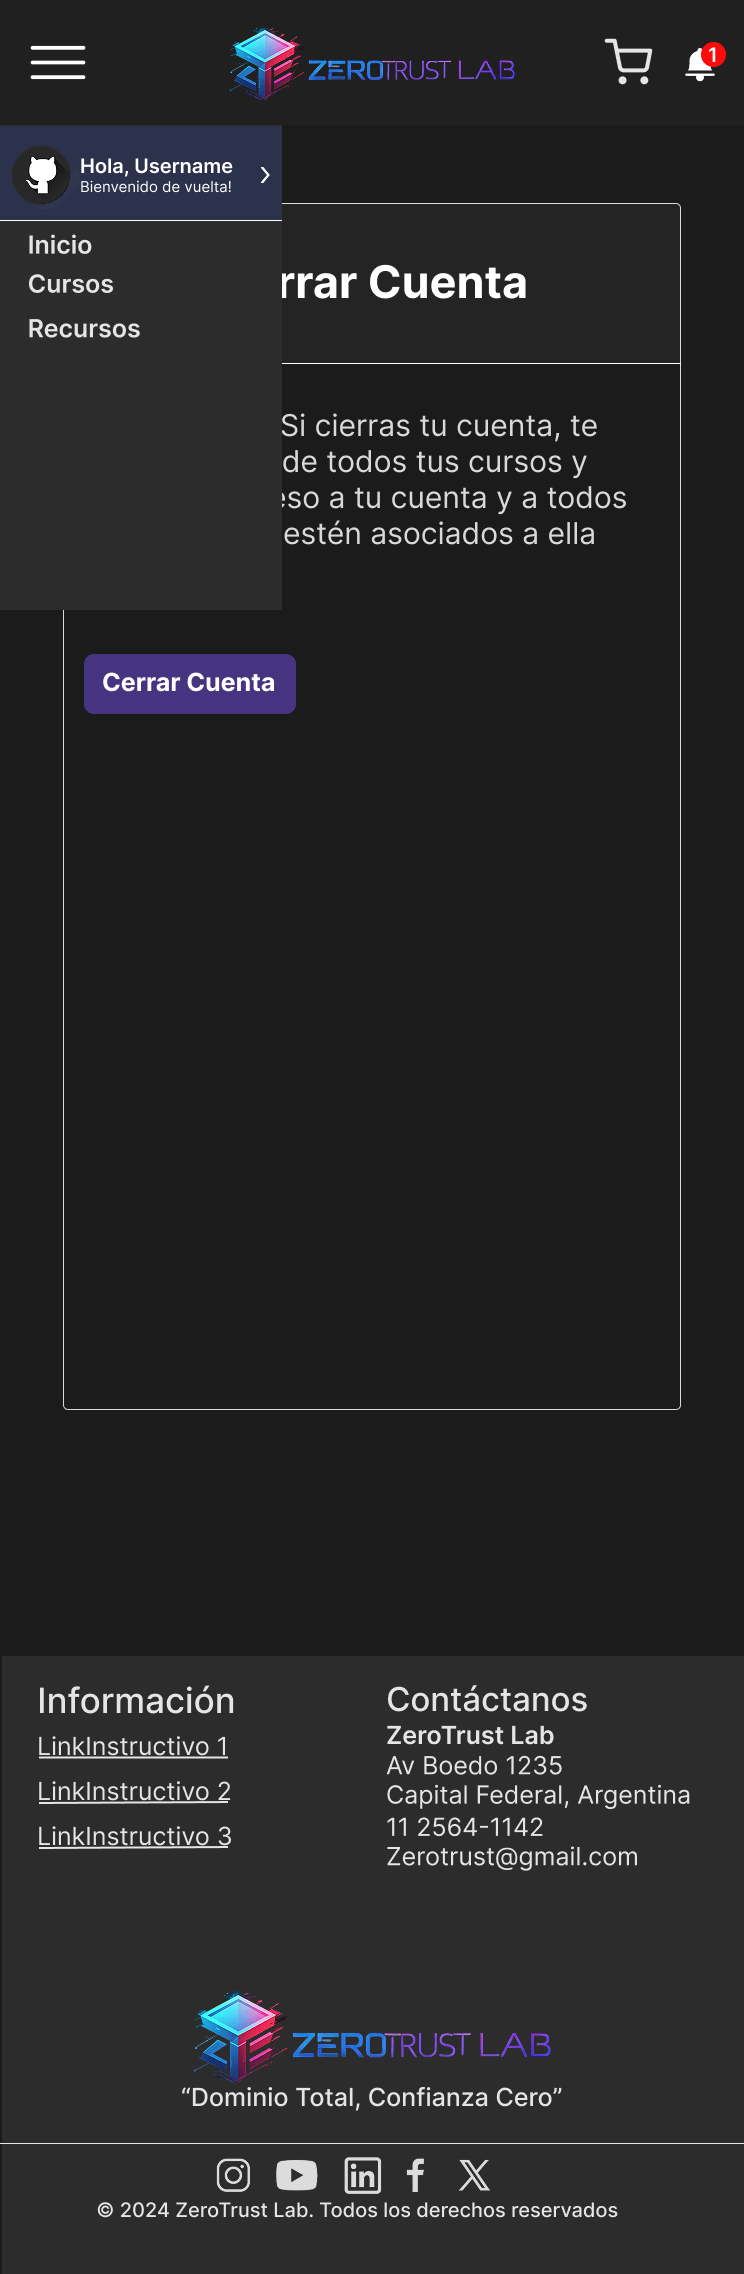 ZEROTRUST LAB
1
Hola, Username
Bienvenido de vuelta!
Inicio
Cursos
Recursos
rrar Cuenta
Si cierras tu cuenta, te
de todos tus cursos y
eso a tu cuenta y a todos
estén asociados a ella
Cerrar Cuenta
Información
LinkInstructivo 1
LinkInstructivo 2
LinkInstructivo 3
Contáctanos
ZeroTrust Lab
Av Boedo 1235
Capital Federal, Argentina
11 2564-1142
Zerotrust@gmail.com
ZEROTRUST LAB
“Dominio Total, Confianza Cero”
© 2024 ZeroTrust Lab. Todos los derechos reservados